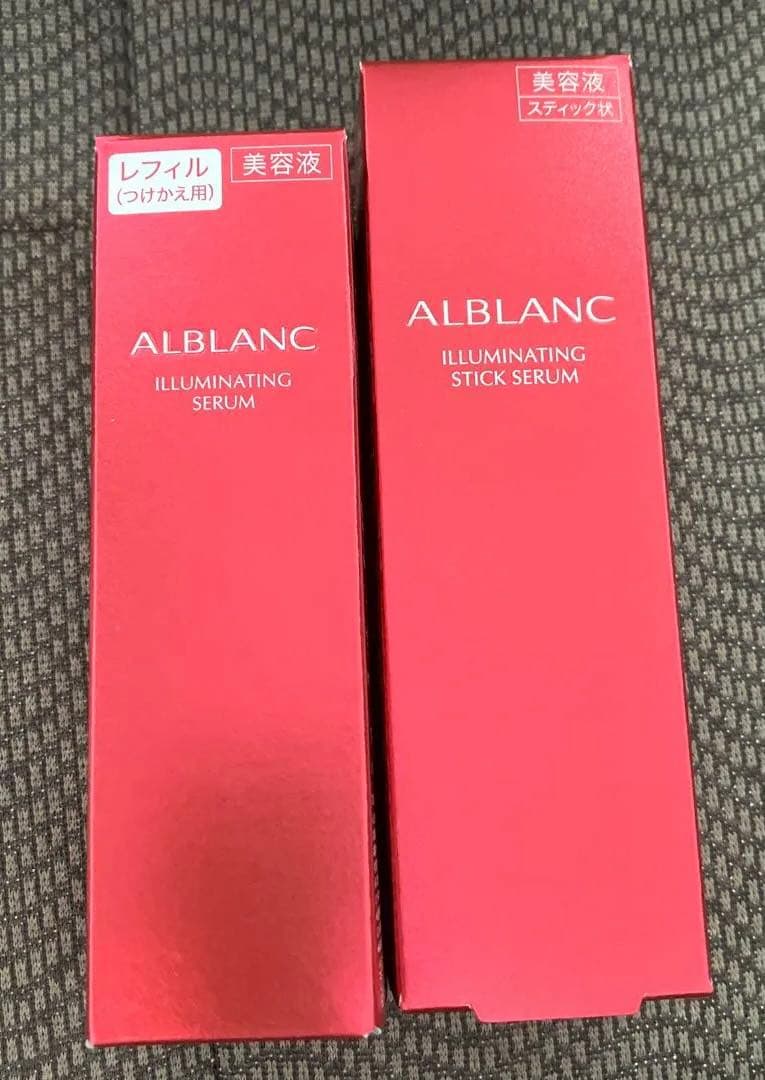 レフィル
(つけかえ用)
美容液
ALBLANC
ILLUMINATING
SERUM
美容液
スティック状
ALBLANC
ILLUMINATING
STICK SERUM